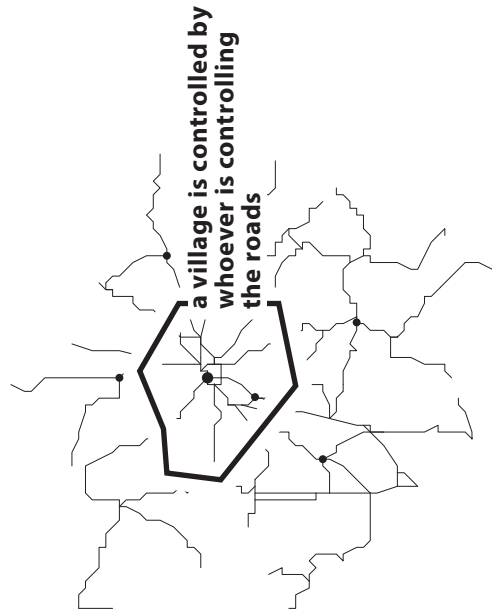 a village is controlled by
whoever is controlling
the roads